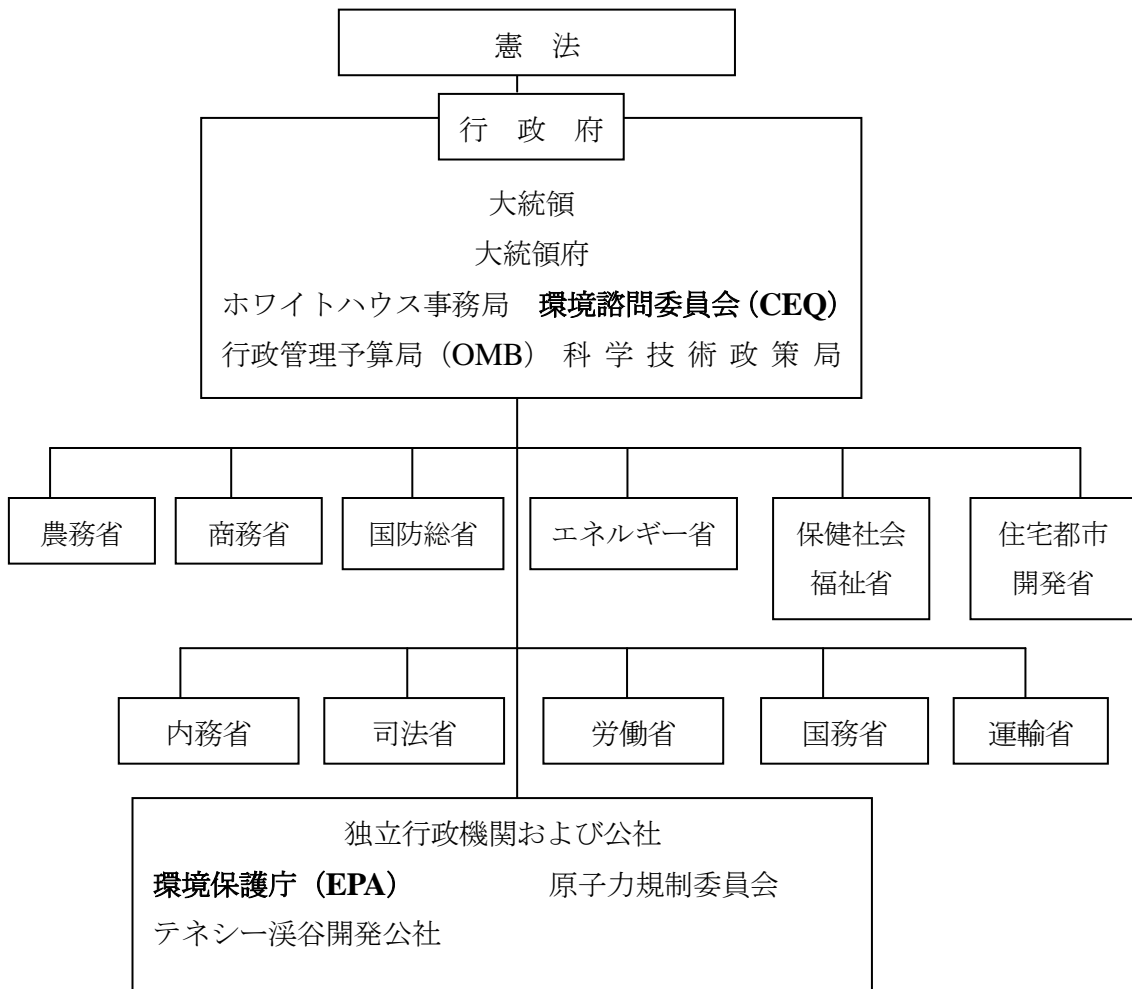 憲　法
行　政　府
大統領
大統領府
ホワイトハウス事務局　環境諮問委員会（CEQ）
行政管理予算局（OMB）科 学 技 術 政 策 局
農務省
商務省
国防総省
エネルギー省
保健社会
福祉省
住宅都市
開発省
内務省
司法省
労働省
国務省
運輸省
独立行政機関および公社
環境保護庁（EPA）　原子力規制委員会
テネシー渓谷開発公社